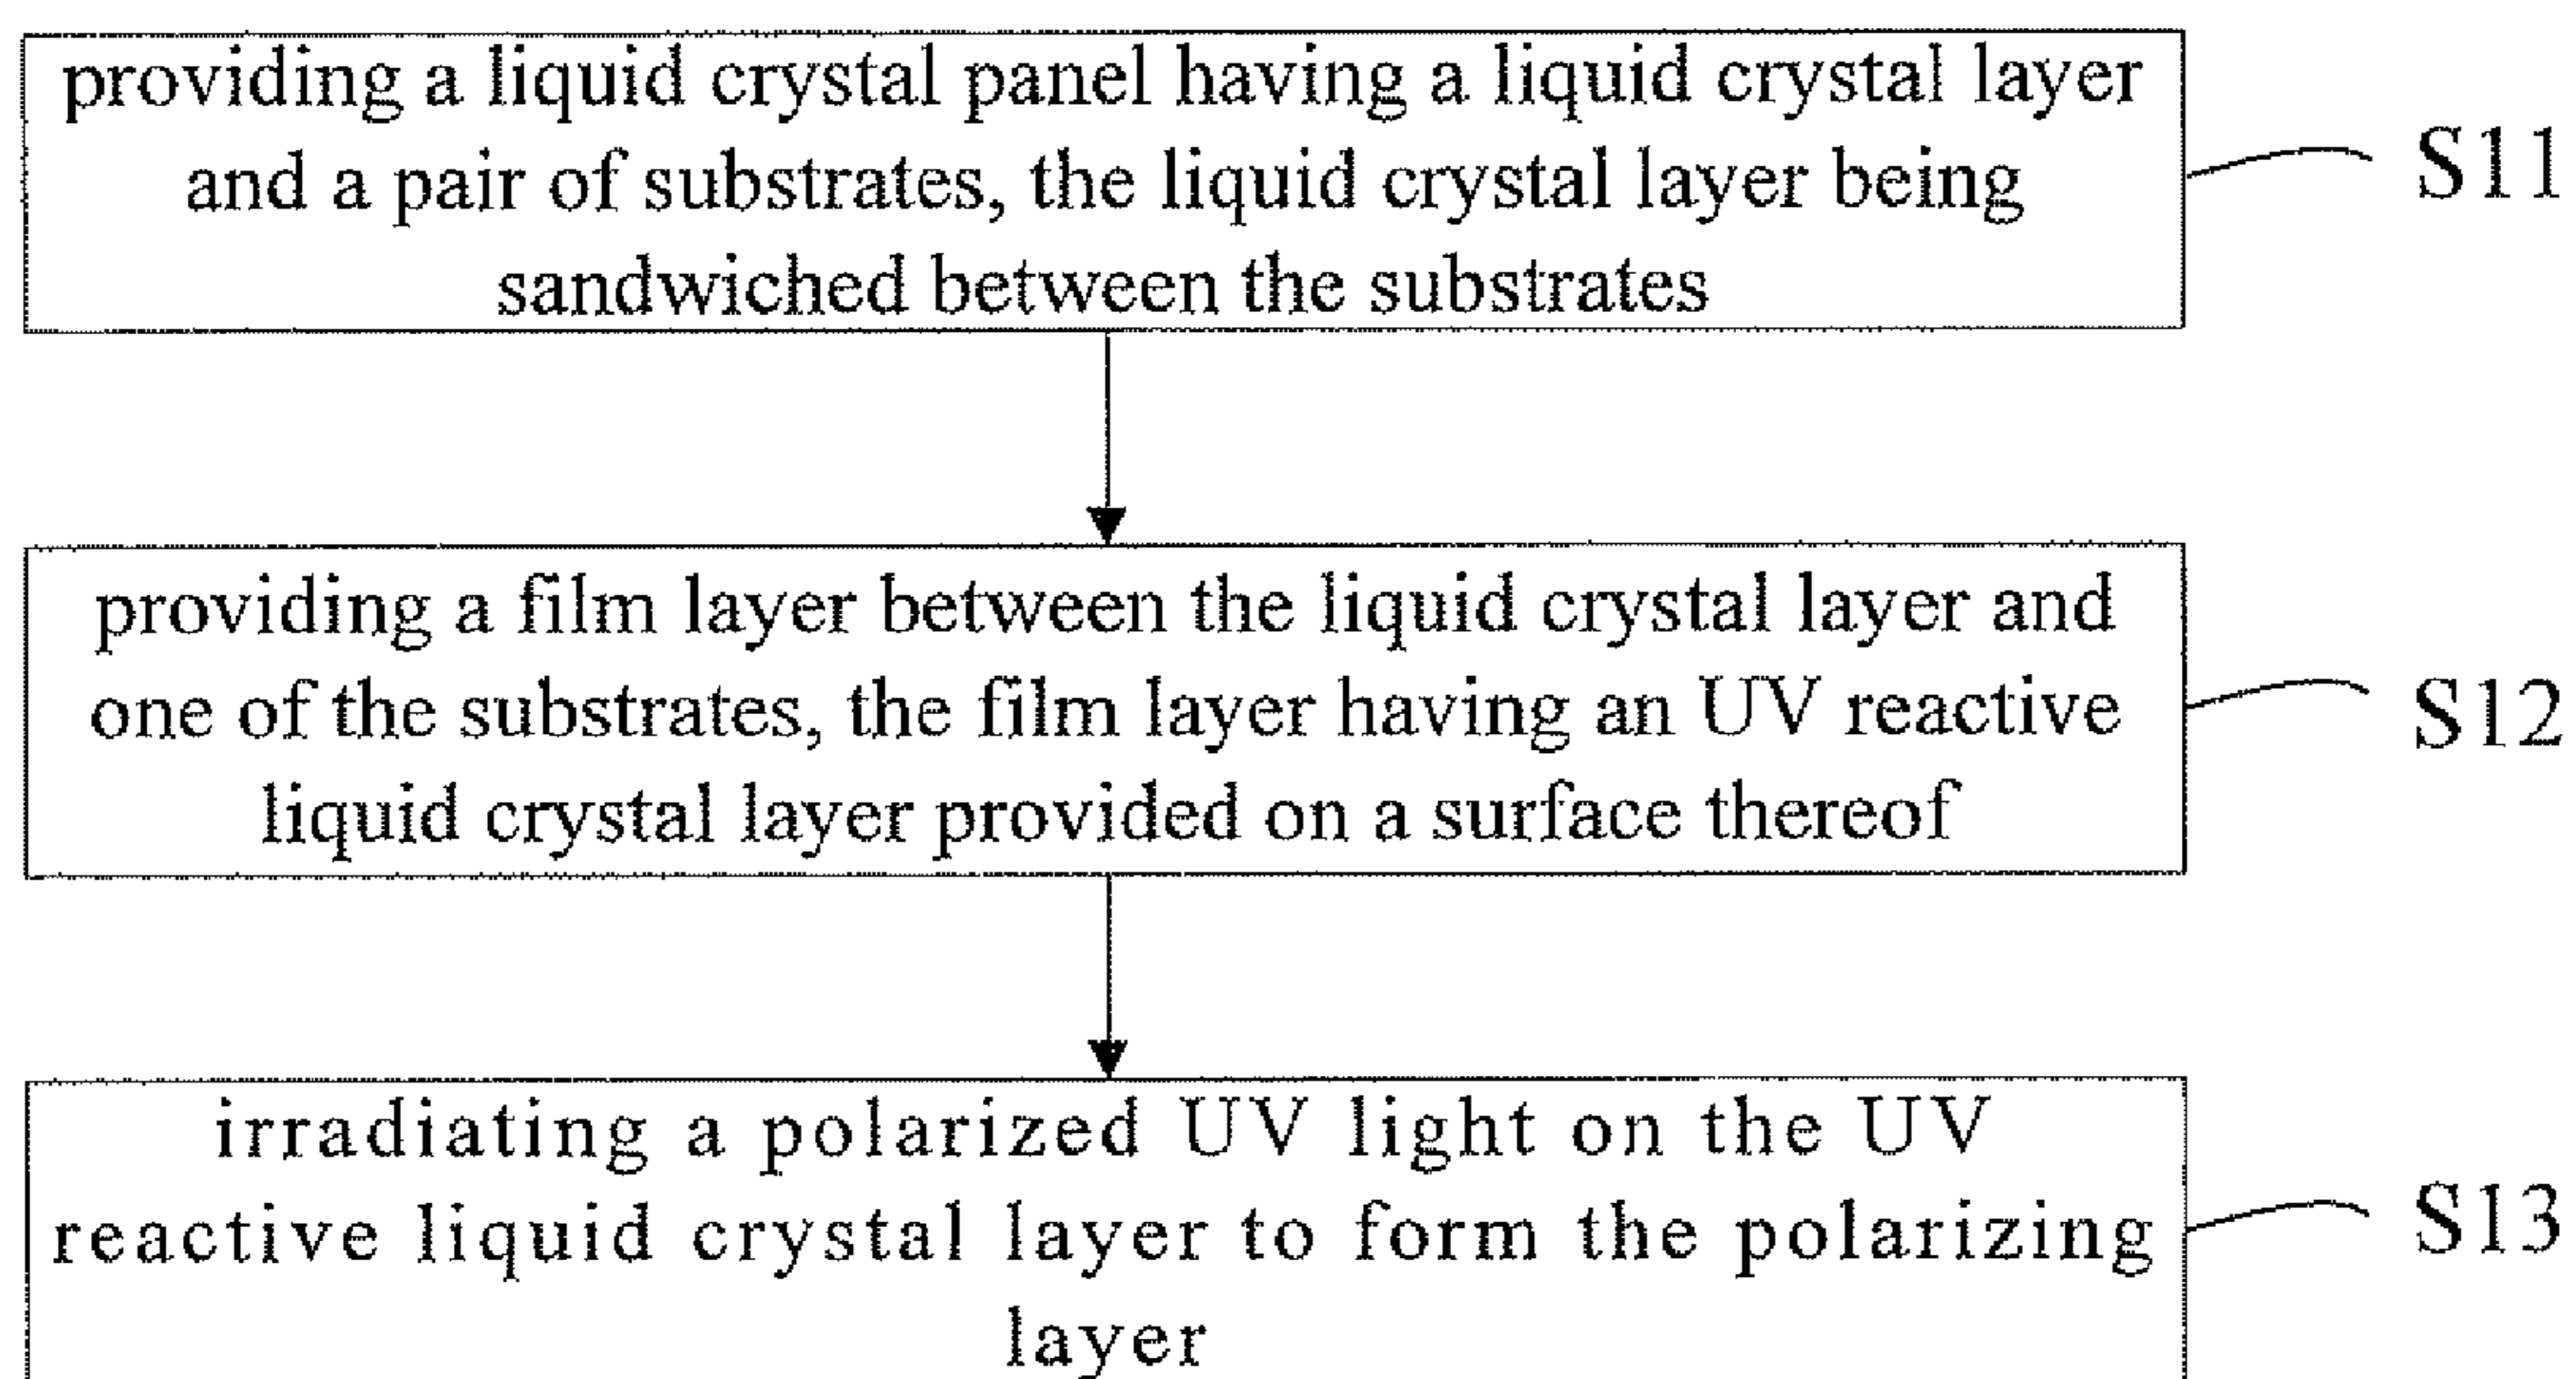 providing a liquid crystal panel having a liquid crystal layer
and a pair of substrates, the liquid crystal layer being
sandwiched between the substrates
S11
providing a film layer between the liquid crystal layer and
one of the substrates, the film layer having an UV reactive
liquid crystal layer provided on a surface thereof
S12
irradiating a polarized UV light on the UV
reactive liquid crystal layer to form the polarizing
layer
S13